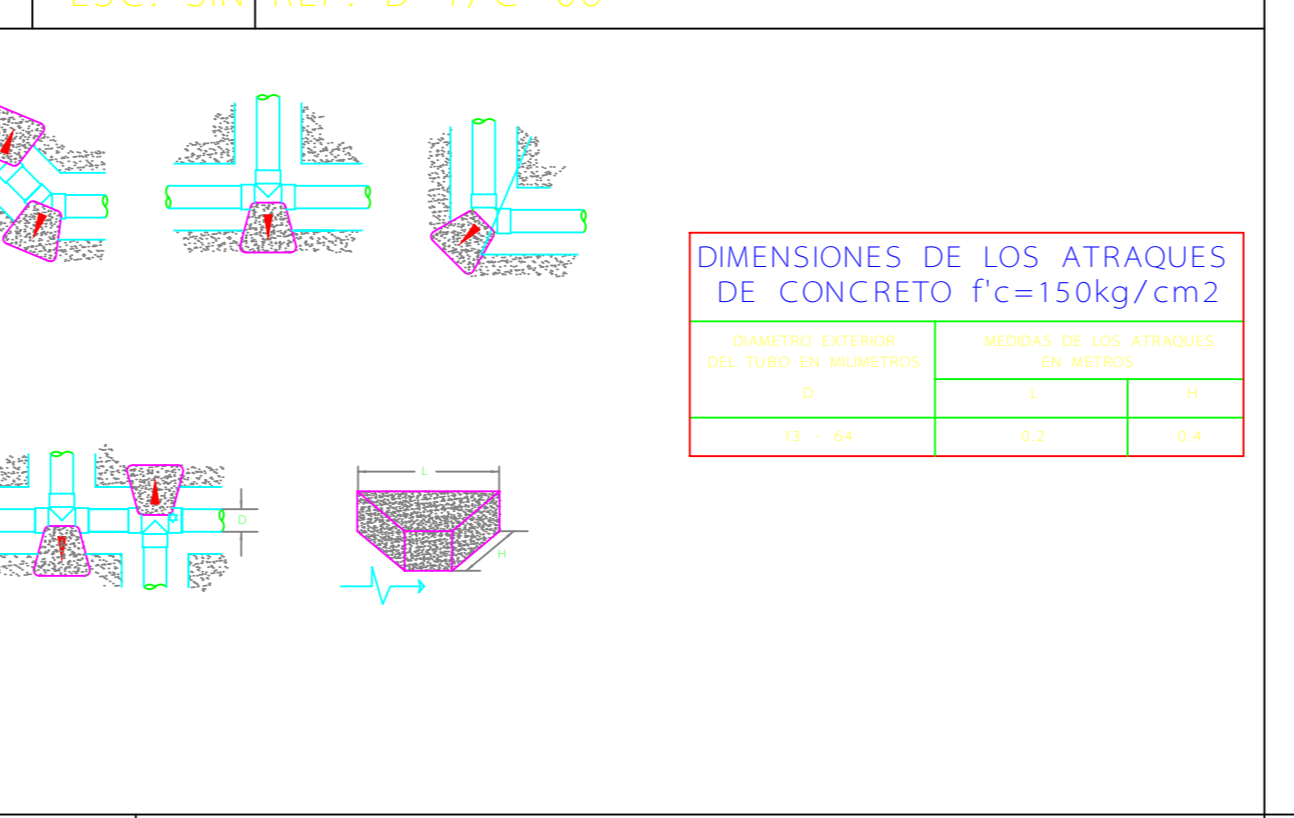 DIMENSIONES DE LOS ATRAQUES
DE CONCRETO f'c=150kg/cm2
DIAMETRO EXTERIOR
DEL TUBO EN MILIMETROS
D
MEDIDAS DE LOS ATRAQUES
EN METROS
L
H
13 - 64
0.2
0.4
D
L
H